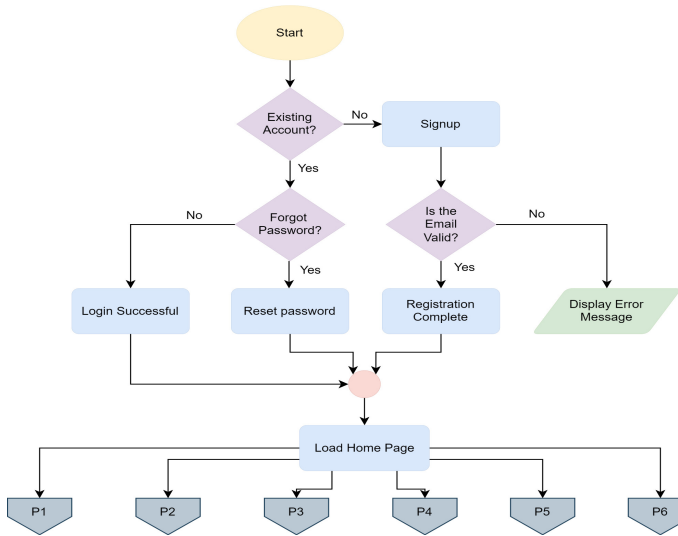 Start
Existing
Account?
No
Signup
Yes
No
Forgot
Password?
Is the
Email
Valid?
No
Yes
Yes
Login Successful
Reset password
Registration
Complete
Display Error
Message
Load Home Page
P1
P2
P3
P4
P5
P6